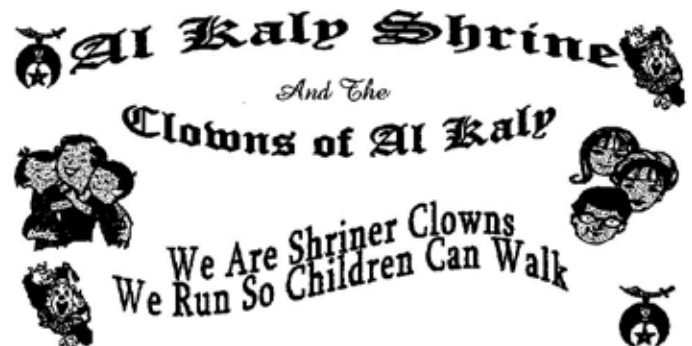 Al Kaly Shrine
And The
Clowns of Al Kaly
We Are Shriner Clowns
We Run So Children Can Walk